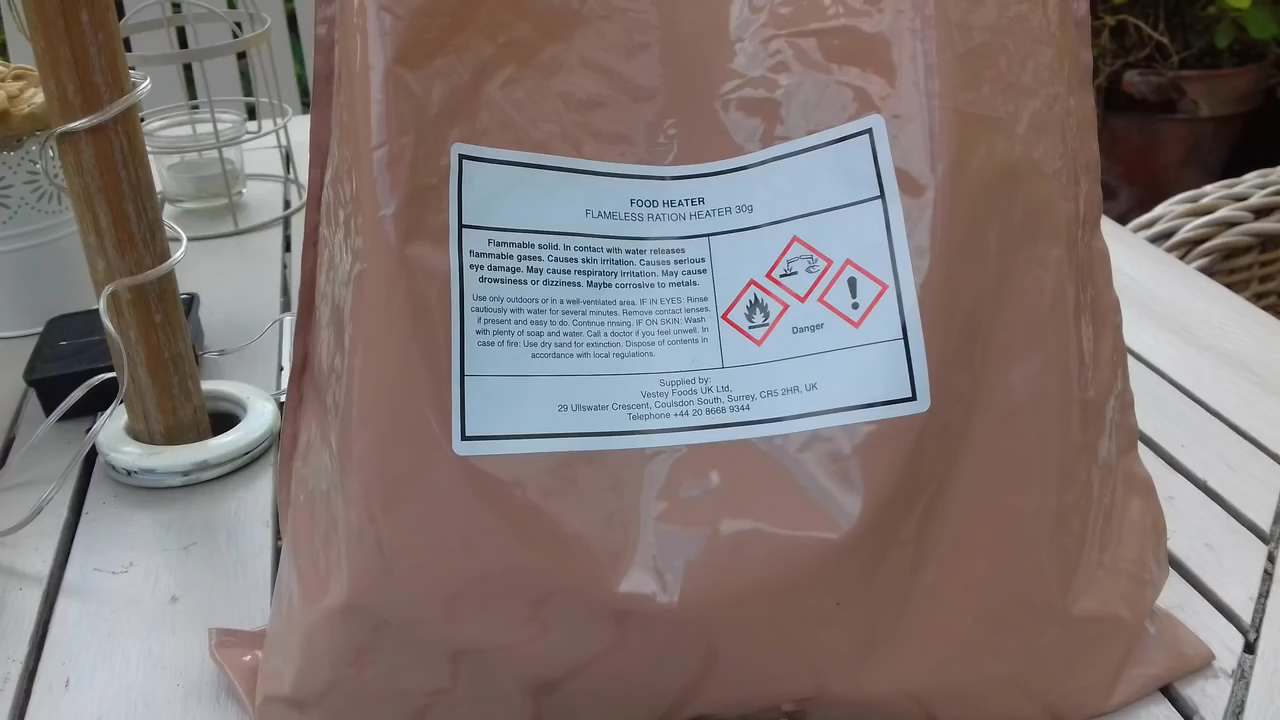 FOOD HEATER
FLAMELESS RATION HEATER 30g
Flammable solid. In contact with water releases
flammable gases. Causes skin irritation. Causes serious
eye damage. May cause respiratory irritation. May cause
drowsiness or dizziness. Maybe corrosive to metals.
Use only outdoors or in a well-ventilated area. IF IN EYES: Rinse
cautiously with water for several minutes. Remove contact lenses,
if present and easy to do. Continue rinsing. IF ON SKIN: Wash
with plenty of soap and water. Call a doctor if you feel unwell. In
case of fire: Use dry sand for extinction. Dispose of contents in
accordance with local regulations.
Danger
Supplied by:
Vestey Foods UK Ltd,
29 Ullswater Crescent, Coulsdon South, Surrey, CR5 2HR, UK
Telephone +44 20 8668 9344